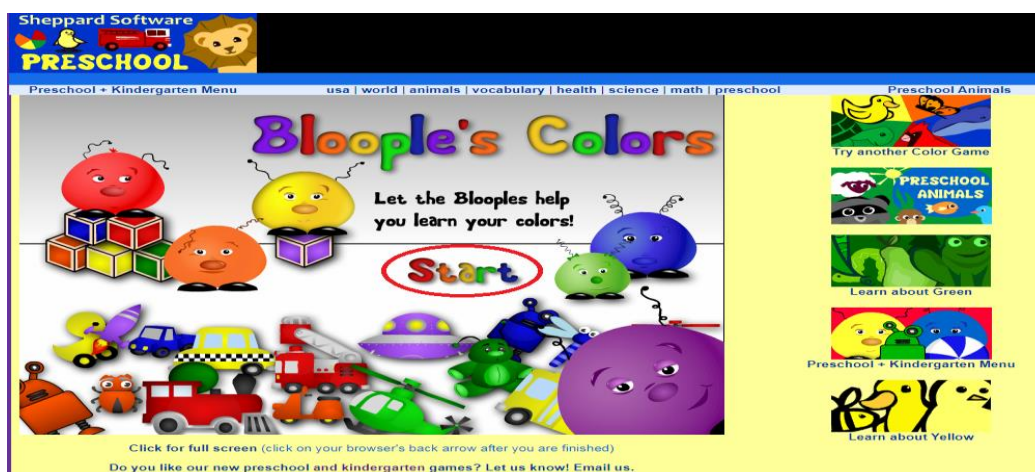 Sheppard Software
PRESCHOOL
Preschool + Kindergarten Menu
usa | world | animals | vocabulary | health | science | math | preschool
Preschool Animals
Bloople's Colors
Let the Blooples help
you learn your colors!
Start
Try another Color Game
PRESCHOOL
ANIMALS
Learn about Green
Preschool + Kindergarten Menu
Learn about Yellow
Click for full screen (click on your browser's back arrow after you are finished)
Do you like our new preschool and kindergarten games? Let us know! Email us.